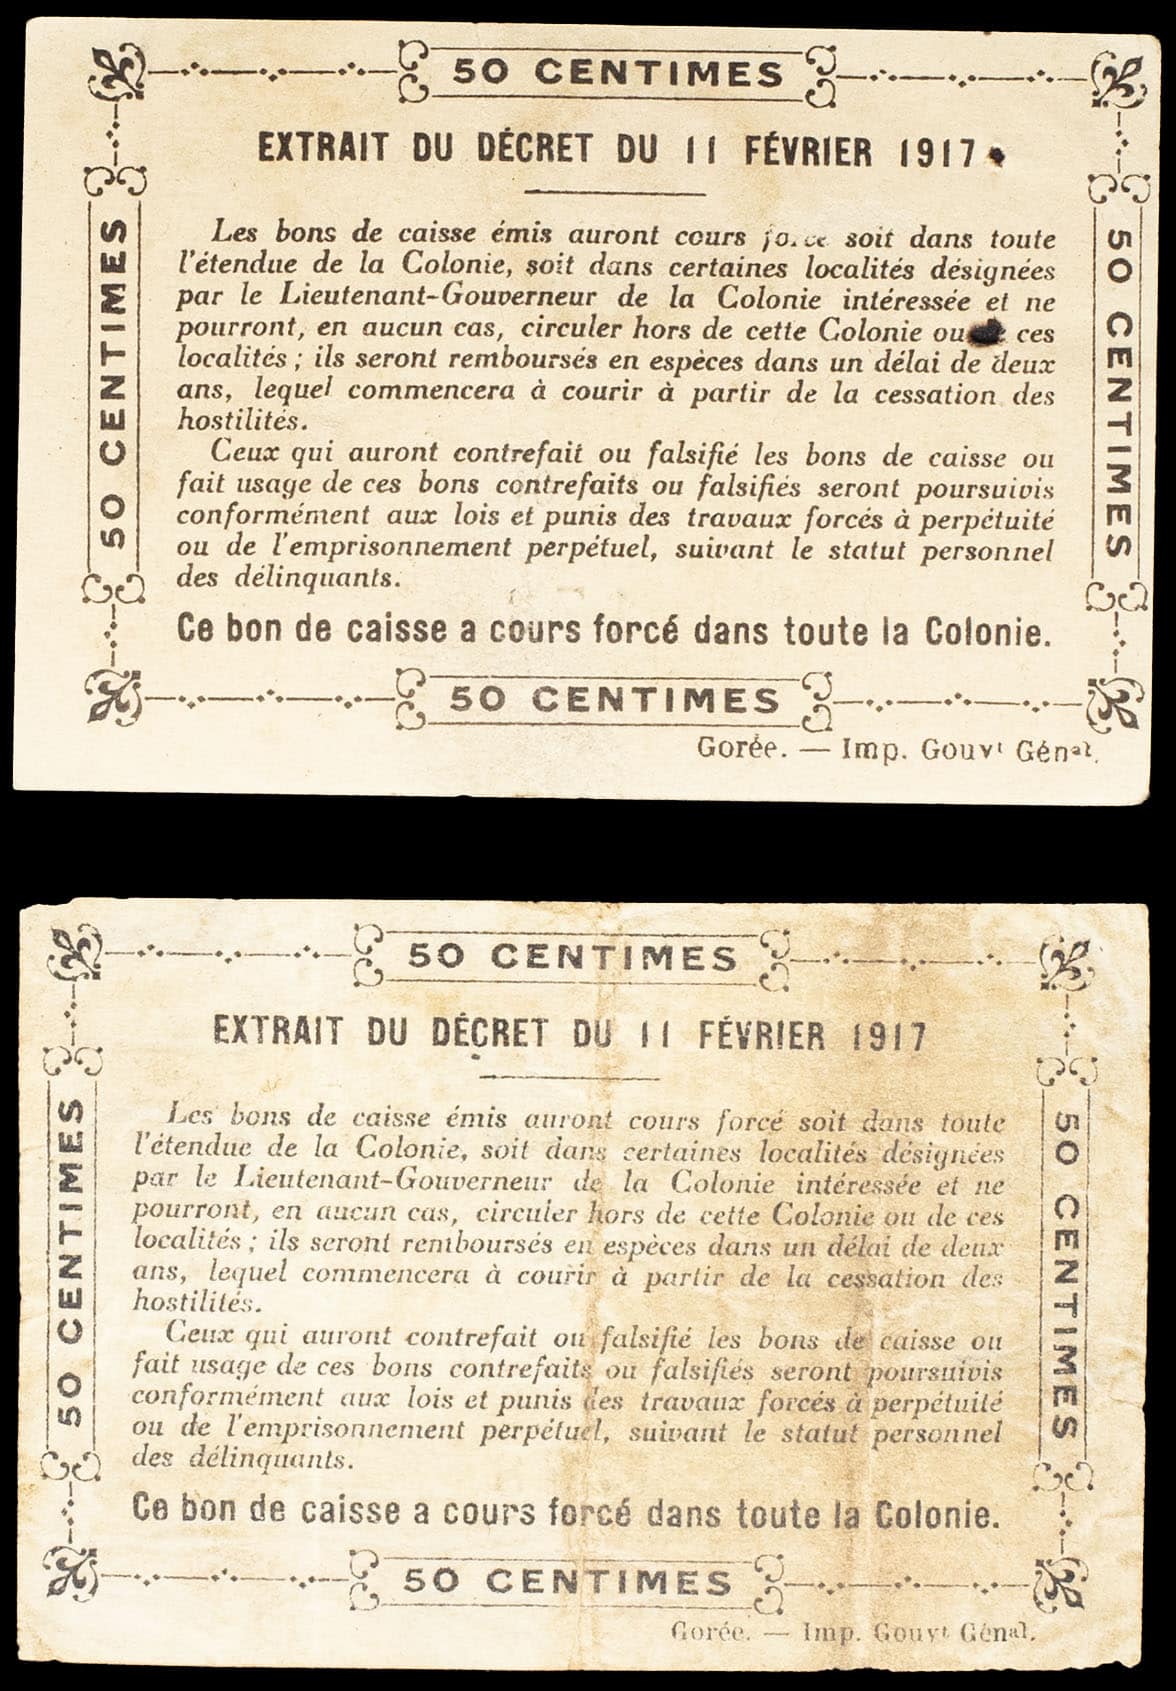 50 CENTIMES
EXTRAIT DU DÉCRET DU 11 FÉVRIER 1917
50 CENTIMES
50 CENTIMES
Les bons de caisse émis auront cours soit dans toute
l'étendue de la Colonie, soit dans certaines localités désignées
par le Lieutenant-Gouverneur de la Colonie intéressée et ne
pourront, en aucun cas, circuler hors de cette Colonie ou ces
localités ; ils seront remboursés en espèces dans un délai de deux
ans, lequel commencera à courir à partir de la cessation des
hostilités.
Ceux qui auront contrefait ou falsifié les bons de caisse ou
fait usage de ces bons contrefaits ou falsifiés seront poursuivis
conformément aux lois et punis des travaux forcés à perpétuité
ou de l'emprisonnement perpétuel, suivant le statut personnel
des délinquants.
Ce bon de caisse a cours forcé dans toute la Colonie.
50 CENTIMES
Gorée. — Imp. Gouvt Génal.
50 CENTIMES
EXTRAIT DU DÉCRET DU 11 FÉVRIER 1917
50 CENTIMES
50 CENTIMES
Les bons de caisse émis auront cours forcé soit dans toute
l'étendue de la Colonie, soit dans certaines localités désignées
par le Lieutenant-Gouverneur de la Colonie intéressée et ne
pourront, en aucun cas, circuler hors de cette Colonie ou de ces
localités ; ils seront remboursés en espèces dans un délai de deux
ans, lequel commencera à courir à partir de la cessation des
hostilités.
Ceux qui auront contrefait ou falsifié les bons de caisse ou
fait usage de ces bons contrefaits ou falsifiés seront poursuivis
conformément aux lois et punis des travaux forcés à perpétuité
ou de l'emprisonnement perpétuel, suivant le statut personnel
des délinquants.
Ce bon de caisse a cours forcé dans toute la Colonie.
50 CENTIMES
Gorée. — Imp. Gouvt Génal.